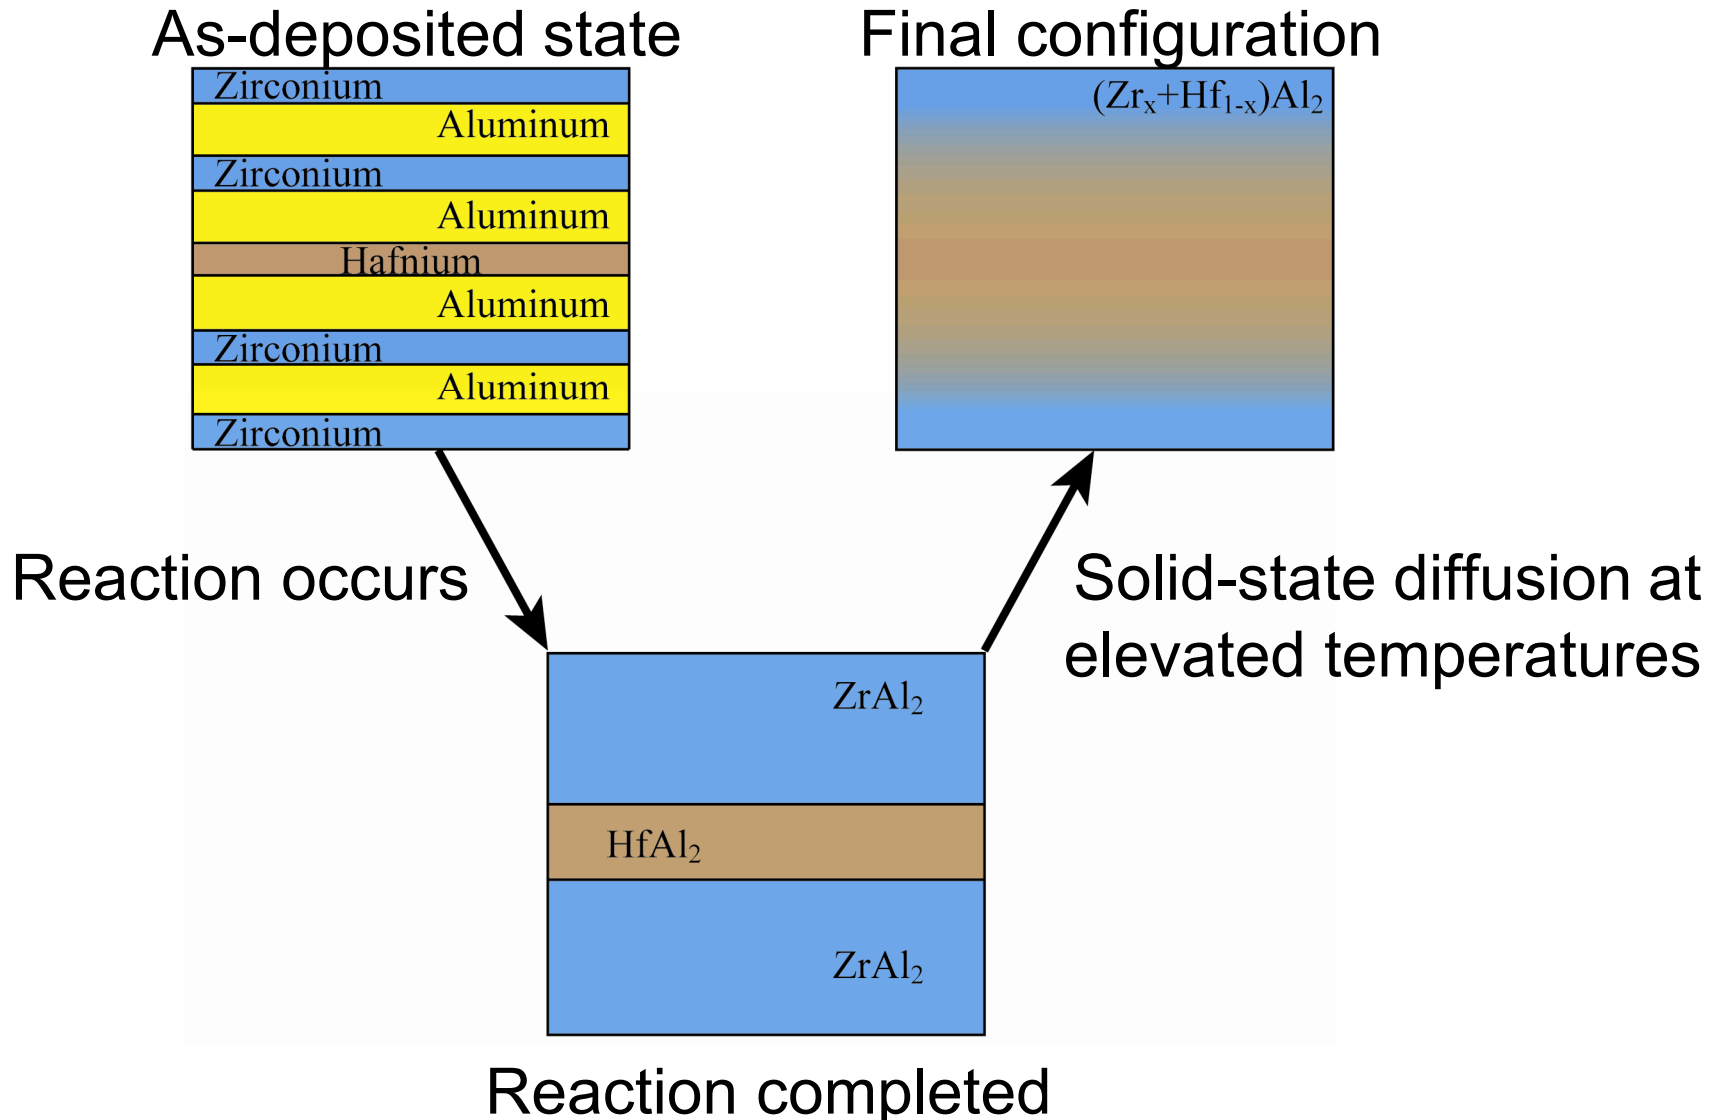 As-deposited state
Final configuration
Zirconium
Aluminum
Zirconium
Aluminum
Hafnium
Aluminum
Zirconium
Aluminum
Zirconium
(Zrₓ+Hf₁₋ₓ)Al₂
Reaction occurs
Solid-state diffusion at
elevated temperatures
ZrAl₂
HfAl₂
ZrAl₂
Reaction completed